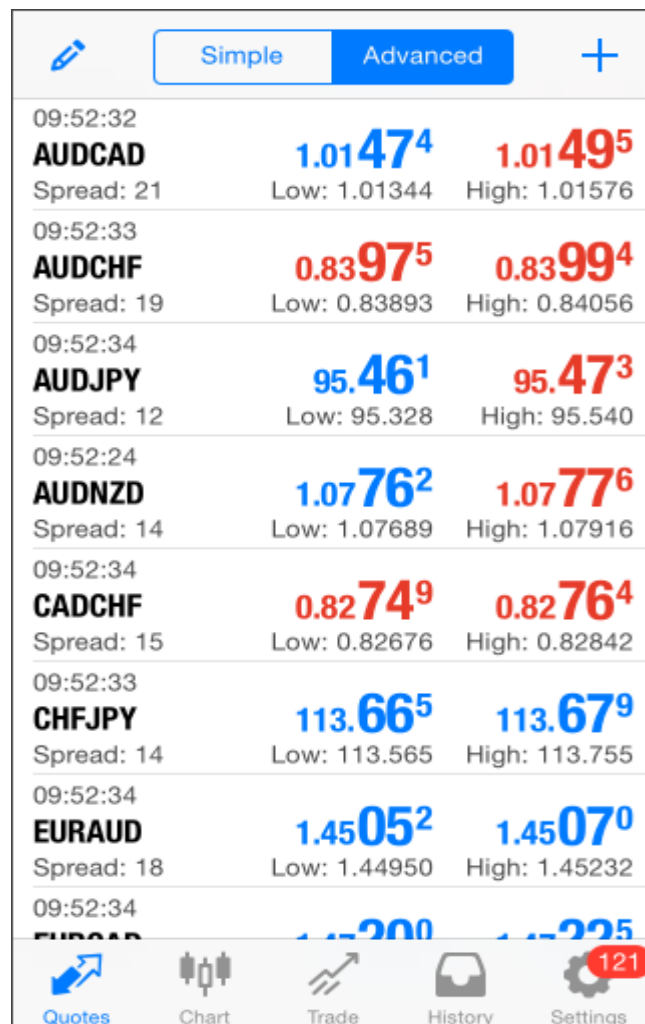 Simple Advanced
09:52:32
AUDCAD 1.01474 1.01495
Spread: 21 Low: 1.01344 High: 1.01576
09:52:33
AUDCHF 0.83975 0.83994
Spread: 19 Low: 0.83893 High: 0.84056
09:52:34
AUDJPY 95.461 95.473
Spread: 12 Low: 95.328 High: 95.540
09:52:24
AUDNZD 1.07762 1.07776
Spread: 14 Low: 1.07689 High: 1.07916
09:52:34
CADCHF 0.82749 0.82764
Spread: 15 Low: 0.82676 High: 0.82842
09:52:33
CHFJPY 113.665 113.679
Spread: 14 Low: 113.565 High: 113.755
09:52:34
EURAUD 1.45052 1.45070
Spread: 18 Low: 1.44950 High: 1.45232
09:52:34
EURCAD 1.47200 1.47225
121
Quotes Chart Trade History Settings